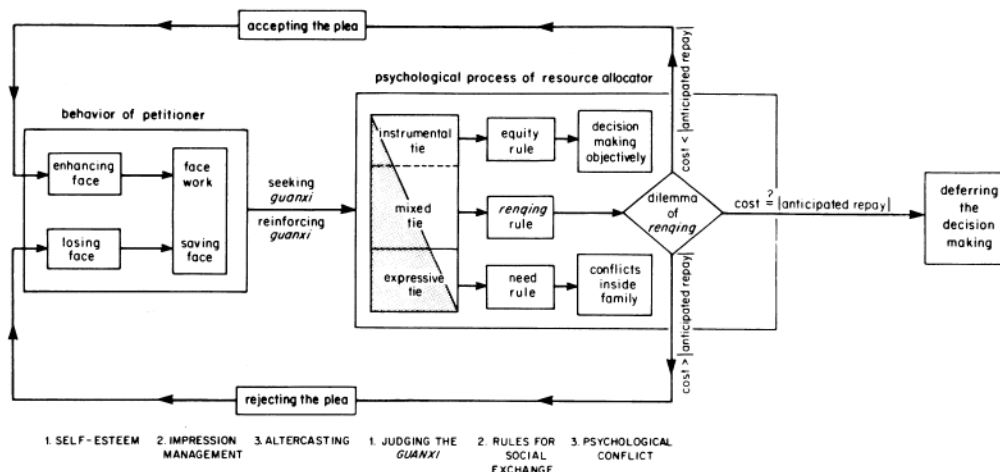 accepting the plea
psychological process of resource allocator
behavior of petitioner
enhancing
face
face
work
losing
face
saving
face
seeking
guanxi
reinforcing
guanxi
instrumental
tie
mixed
tie
expressive
tie
equity
rule
renqing
rule
need
rule
decision
making
objectively
conflicts
inside
family
dilemma
of
renqing
cost < |anticipated repay|
cost ?= |anticipated repay|
cost > |anticipated repay|
deferring
the
decision
making
rejecting the plea
1. SELF-ESTEEM
2. IMPRESSION
MANAGEMENT
3. ALTERCASTING
1. JUDGING THE
GUANXI
2. RULES FOR
SOCIAL
EXCHANGE
3. PSYCHOLOGICAL
CONFLICT